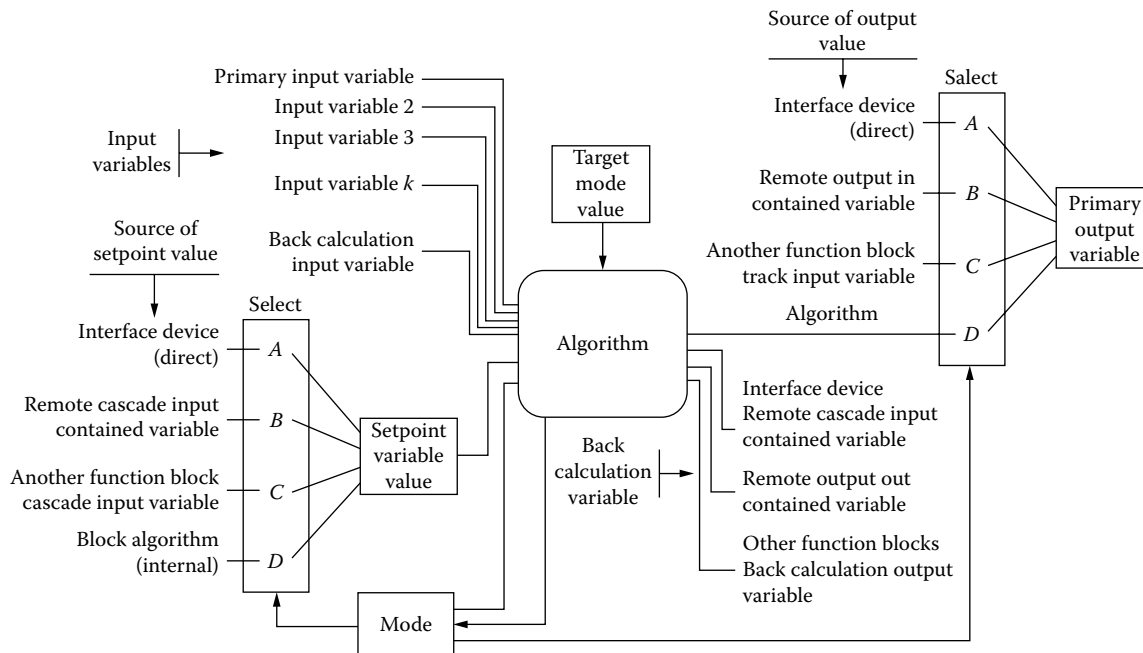 Source of output
value
Salect
Primary input variable
Input variable 2
Input variable 3
Input variable k
Back calculation
input variable
Input
variables
Target
mode
value
Interface device
(direct)
A
Remote output in
contained variable
B
Another function block
track input variable
C
Algorithm
D
Primary
output
variable
Source of
setpoint value
Select
Interface device
(direct)
A
Remote cascade input
contained variable
B
Another function block
cascade input variable
C
Block algorithm
(internal)
D
Setpoint
variable
value
Algorithm
Back
calculation
variable
Interface device
Remote cascade input
contained variable
Remote output out
contained variable
Other function blocks
Back calculation output
variable
Mode